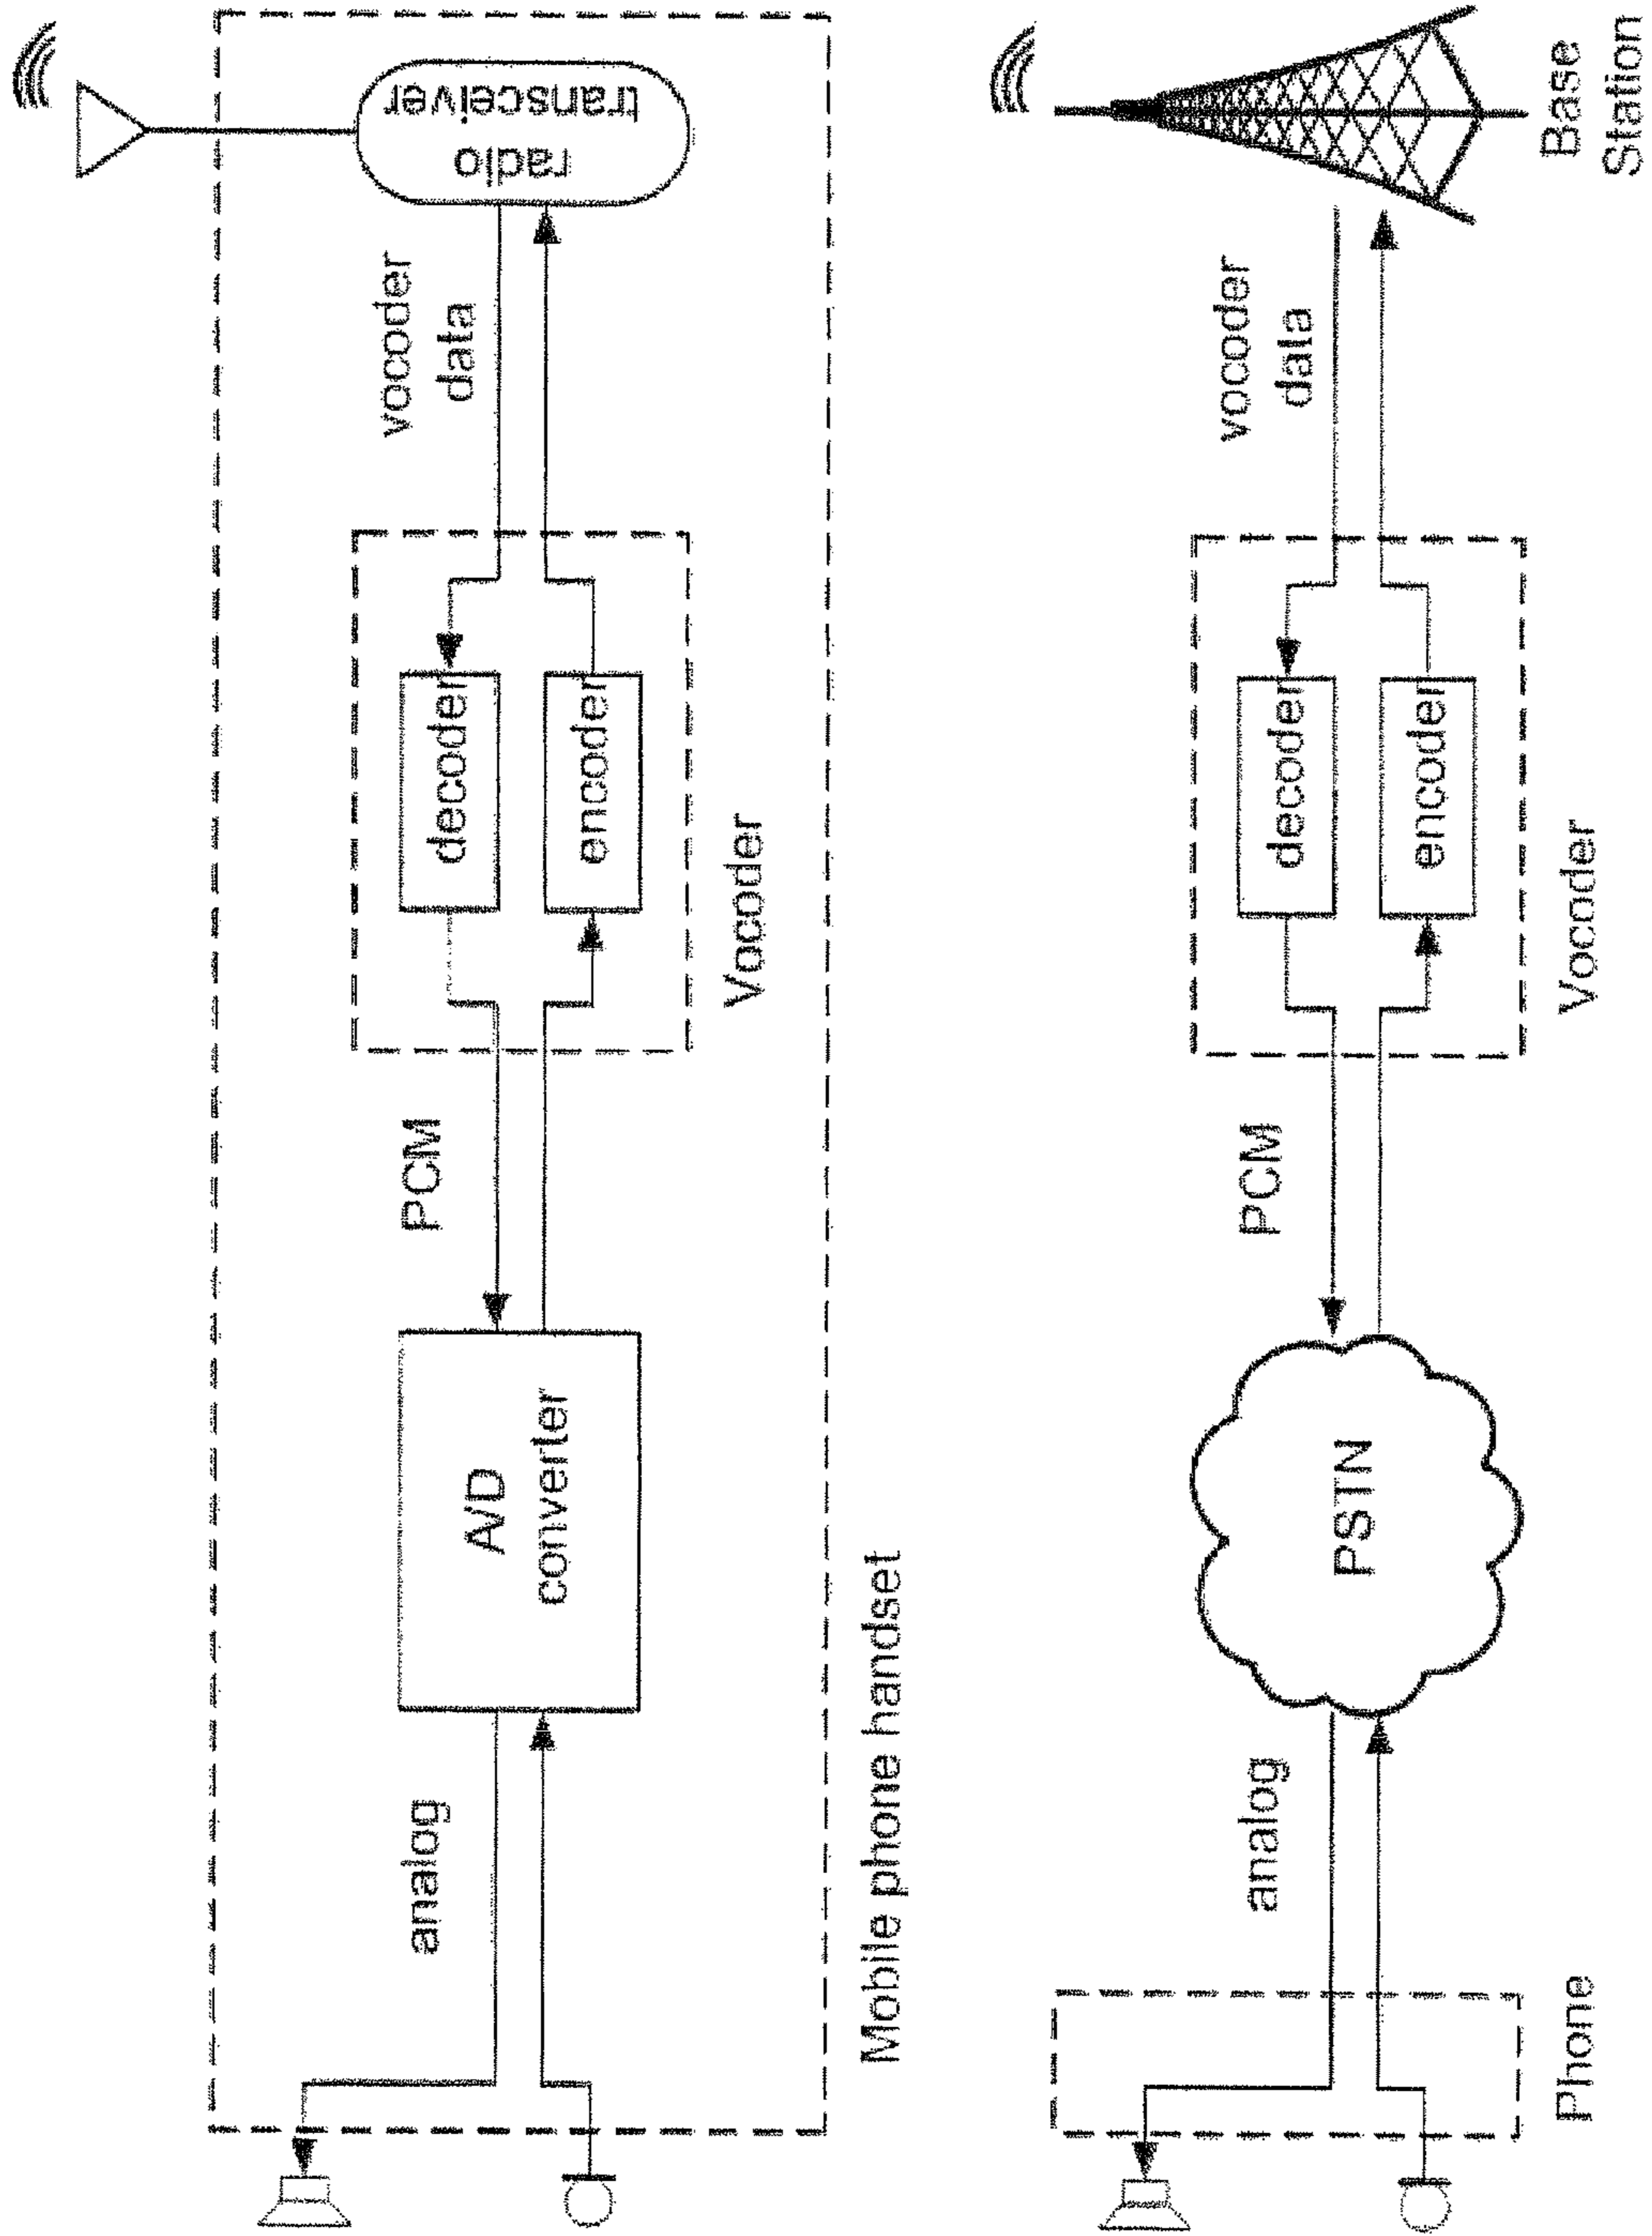 analog
A/D
converter
PCM
decoder
encoder
Vocoder
vocoder
data
radio
transceiver
Mobile phone handset
analog
PSTN
PCM
decoder
encoder
Vocoder
vocoder
data
Phone
Base
Station